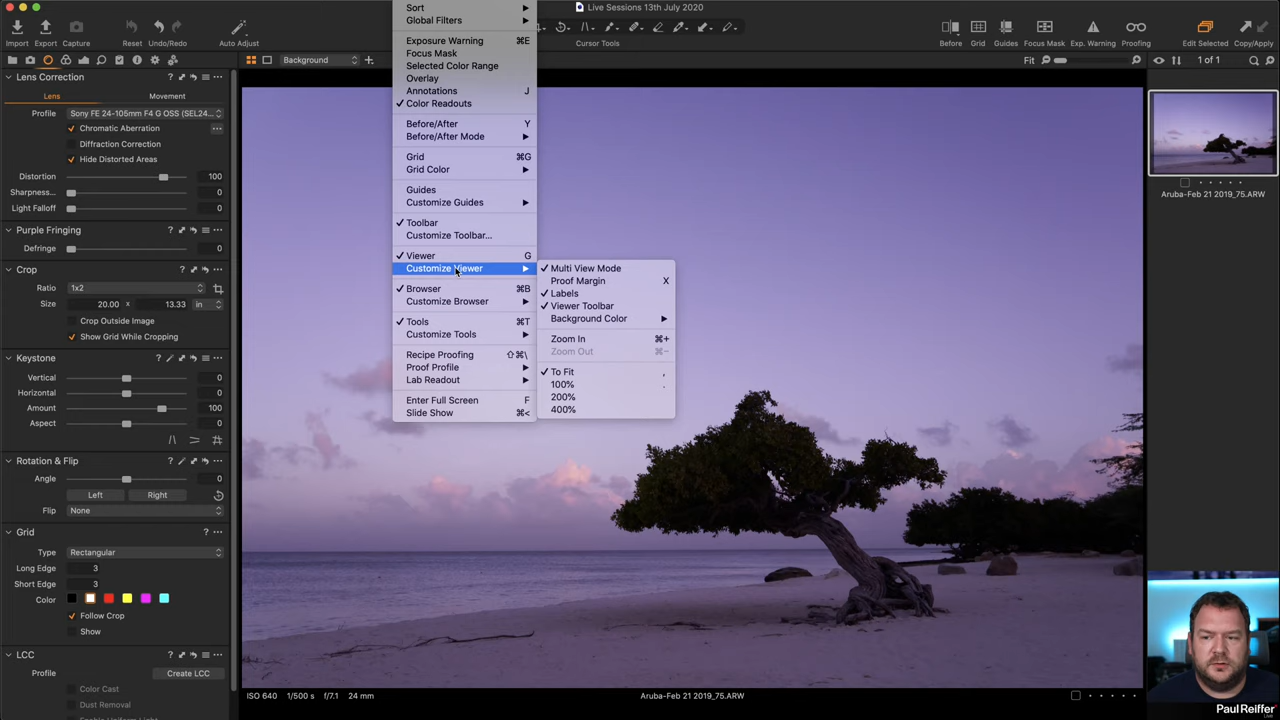 Live Sessions 13th July 2020
Import
Export
Capture
Reset
Undo/Redo
Auto Adjust
Cursor Tools
Before
Grid
Guides
Focus Mask
Exp. Warning
Proofing
Edit Selected
Copy/Apply
Background
Fit
1 of 1
Lens Correction
Lens
Movement
Profile
Sony FE 24-105mm F4 G OSS (SEL24...
Chromatic Aberration
Diffraction Correction
Hide Distorted Areas
Distortion
100
Sharpness...
0
Light Falloff
0
Purple Fringing
Defringe
0
Crop
Ratio
1x2
Size
20.00 x 13.33 in
Crop Outside Image
Show Grid While Cropping
Keystone
Vertical
0
Horizontal
0
Amount
100
Aspect
0
Rotation & Flip
Angle
0
Left
Right
Flip
None
Grid
Type
Rectangular
Long Edge
3
Short Edge
3
Color
Follow Crop
Show
LCC
Profile
Create LCC
Color Cast
Dust Removal
Sort
Global Filters
Exposure Warning ⌘E
Focus Mask
Selected Color Range
Overlay
Annotations J
Color Readouts
Before/After Y
Before/After Mode
Grid ⌘G
Grid Color
Guides
Customize Guides
Toolbar
Customize Toolbar...
Viewer G
Customize Viewer
Browser ⌘B
Customize Browser
Tools ⌘T
Customize Tools
Recipe Proofing ⇧⌘\
Proof Profile
Lab Readout
Enter Full Screen F
Slide Show ⌘<
Multi View Mode
Proof Margin X
Labels
Viewer Toolbar
Background Color
Zoom In ⌘+
Zoom Out ⌘−
To Fit ,
100% .
200%
400%
Aruba-Feb 21 2019_75.ARW
ISO 640 1/500 s f/7.1 24 mm
Aruba-Feb 21 2019_75.ARW
PaulReiffer
Live